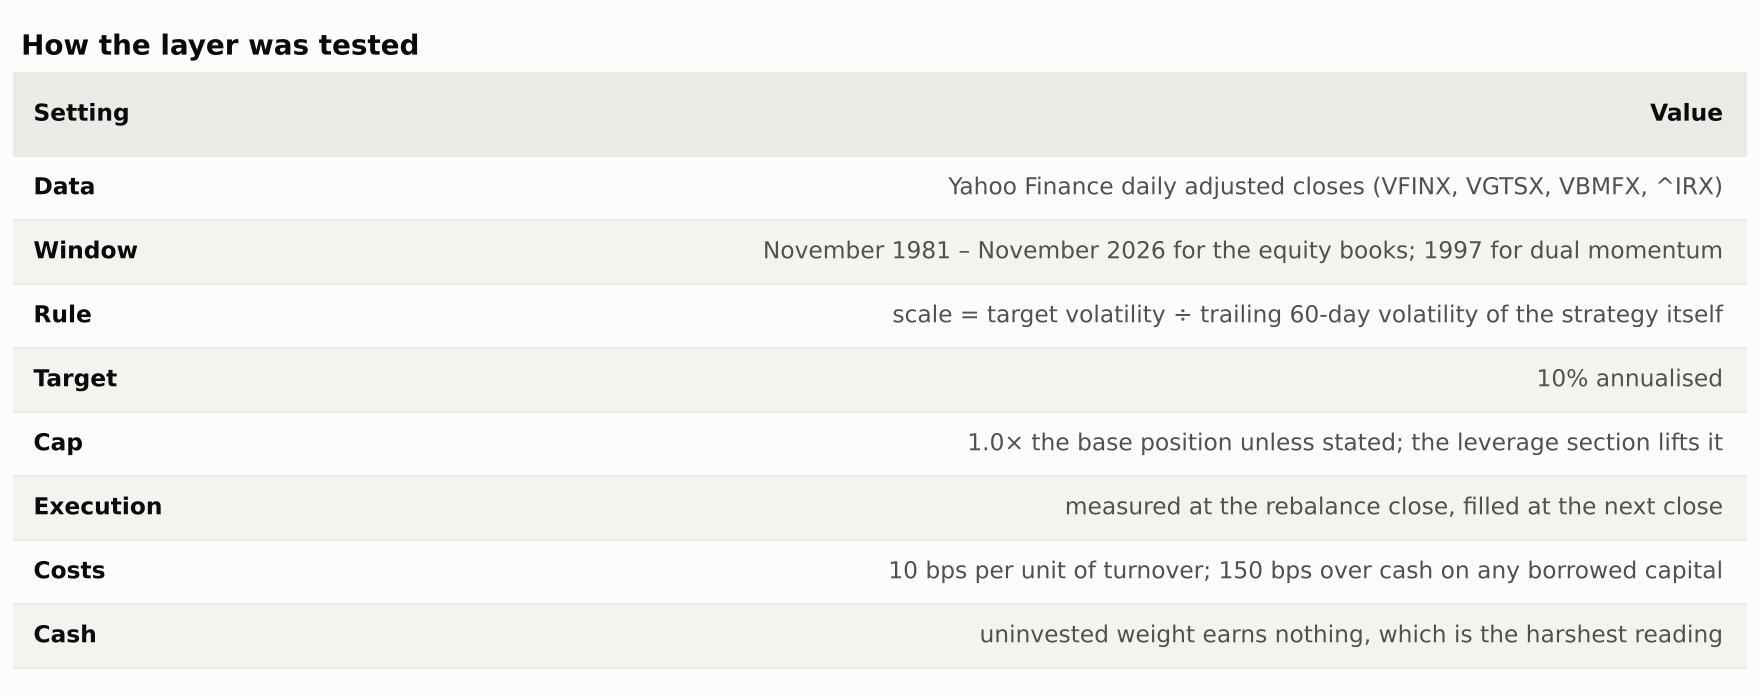 How the layer was tested
Setting Value
Data Yahoo Finance daily adjusted closes (VFINX, VGTSX, VBMFX, ^IRX)
Window November 1981 – November 2026 for the equity books; 1997 for dual momentum
Rule scale = target volatility ÷ trailing 60-day volatility of the strategy itself
Target 10% annualised
Cap 1.0× the base position unless stated; the leverage section lifts it
Execution measured at the rebalance close, filled at the next close
Costs 10 bps per unit of turnover; 150 bps over cash on any borrowed capital
Cash uninvested weight earns nothing, which is the harshest reading